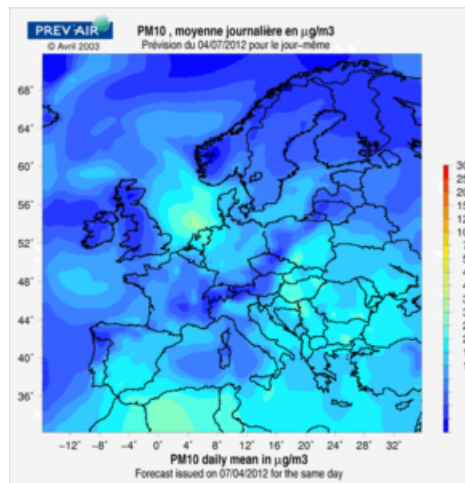 PREV'AIR
© Avril 2003
PM10 , moyenne journalière en µg/m3
Prévision du 04/07/2012 pour le jour-même
68°
64°
60°
56°
52°
48°
44°
40°
36°
−12° −8° −4° 0° 4° 8° 12° 16° 20° 24° 28° 32°
PM10 daily mean in µg/m3
Forecast issued on 07/04/2012 for the same day